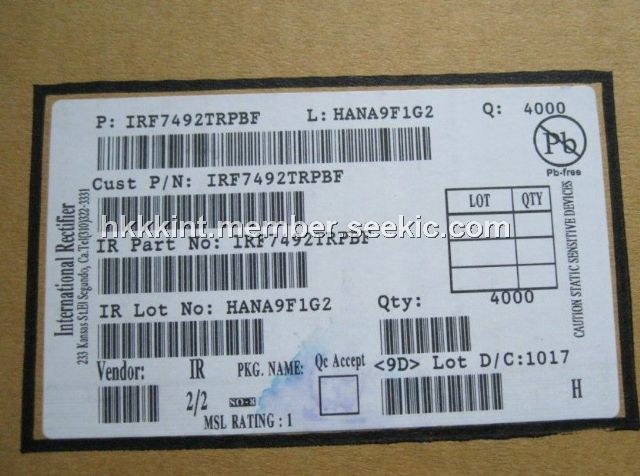 P: IRF7492TRPBF L: HANA9F1G2 Q: 4000
Pb
Pb-free
Cust P/N: IRF7492TRPBF
LOT QTY
hkkkint.member.seekic.com
IR Part No: IRF7492TRPBF
IR Lot No: HANA9F1G2 Qty: 4000
Vendor: IR PKG. NAME: Qc Accept <9D> Lot D/C:1017
2/2 NO-X H
MSL RATING : 1
International Rectifier
233 Kansas St.El Segundo, Ca.Tel(310)322-3331
CAUTION STATIC SENSITIVE DEVICES